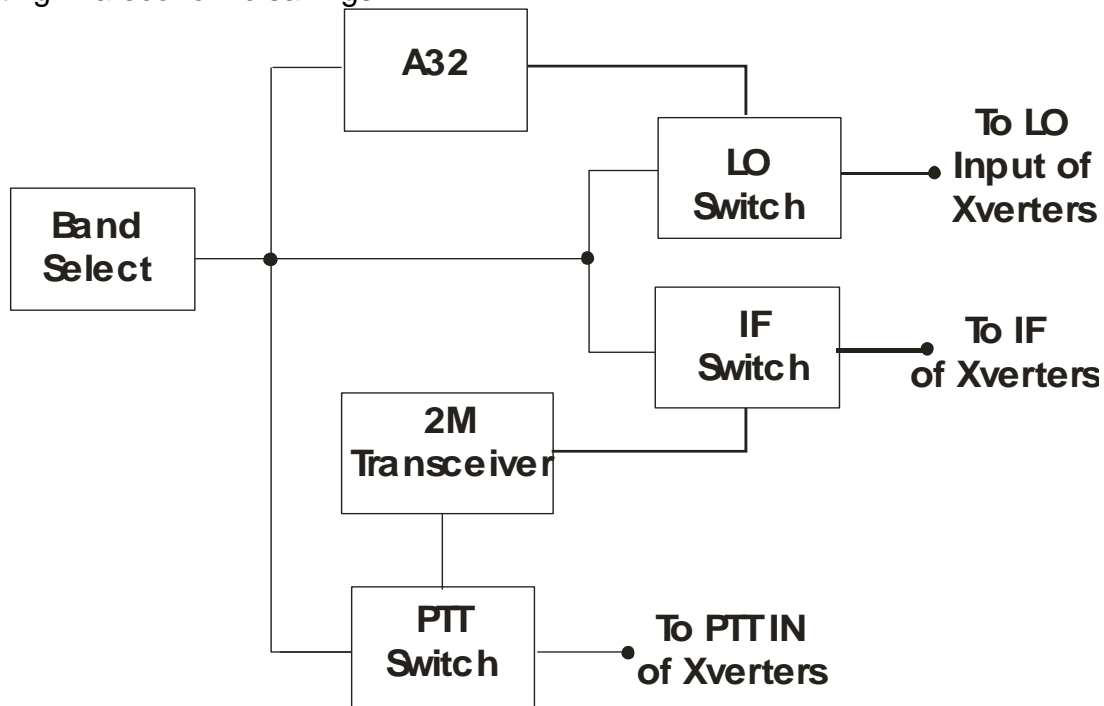 A32
To LO
Input of
Xverters
LO
Switch
Band
Select
IF
Switch
To IF
of Xverters
2M
Transceiver
PTT
Switch
To PTT IN
of Xverters